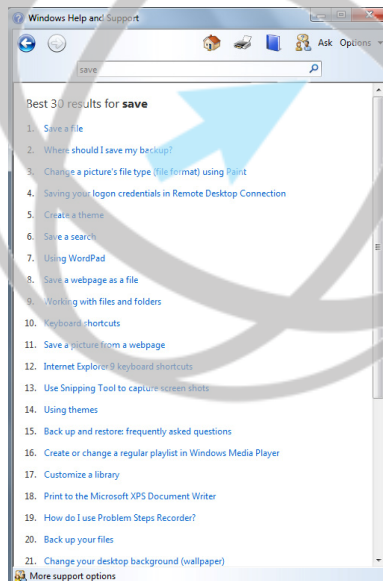 Windows Help and Support
Ask Options
save
Best 30 results for save
1. Save a file
2. Where should I save my backup?
3. Change a picture's file type (file format) using Paint
4. Saving your logon credentials in Remote Desktop Connection
5. Create a theme
6. Save a search
7. Using WordPad
8. Save a webpage as a file
9. Working with files and folders
10. Keyboard shortcuts
11. Save a picture from a webpage
12. Internet Explorer 9 keyboard shortcuts
13. Use Snipping Tool to capture screen shots
14. Using themes
15. Back up and restore: frequently asked questions
16. Create or change a regular playlist in Windows Media Player
17. Customize a library
18. Print to the Microsoft XPS Document Writer
19. How do I use Problem Steps Recorder?
20. Back up your files
21. Change your desktop background (wallpaper)
More support options